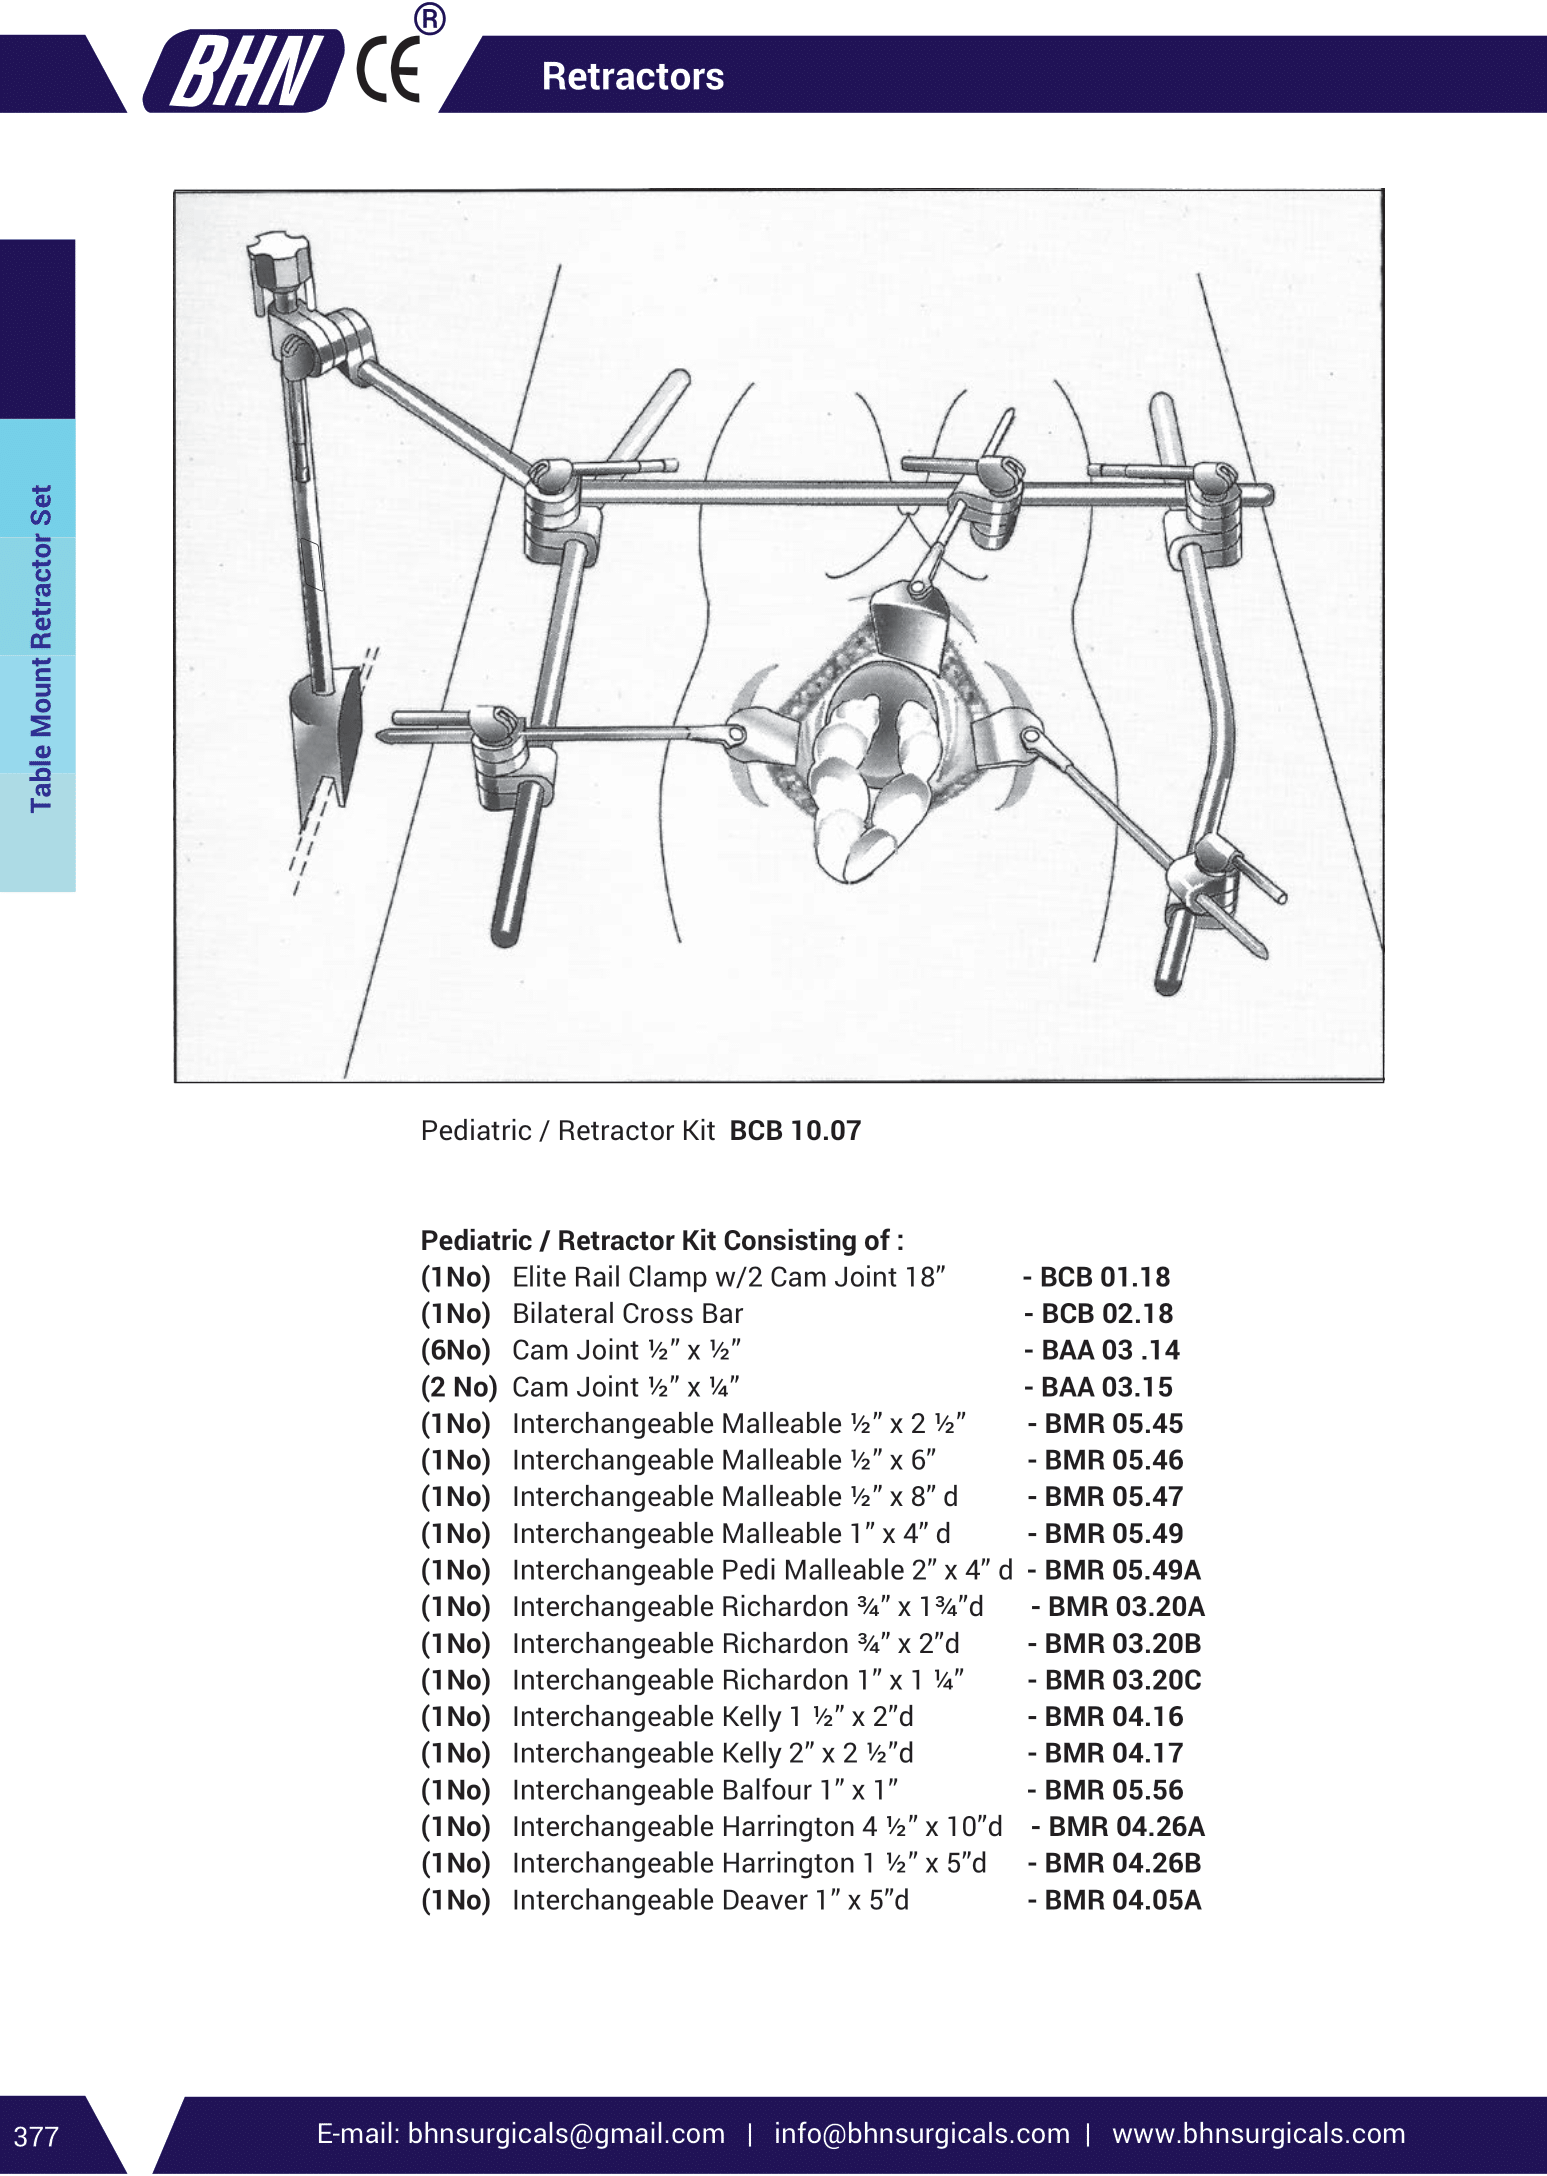 BHN CE ®
Retractors
Table Mount Retractor Set
Pediatric / Retractor Kit BCB 10.07
Pediatric / Retractor Kit Consisting of :
(1No) Elite Rail Clamp w/2 Cam Joint 18” - BCB 01.18
(1No) Bilateral Cross Bar - BCB 02.18
(6No) Cam Joint ½” x ½” - BAA 03 .14
(2 No) Cam Joint ½” x ¼” - BAA 03.15
(1No) Interchangeable Malleable ½” x 2 ½” - BMR 05.45
(1No) Interchangeable Malleable ½” x 6” - BMR 05.46
(1No) Interchangeable Malleable ½” x 8” d - BMR 05.47
(1No) Interchangeable Malleable 1” x 4” d - BMR 05.49
(1No) Interchangeable Pedi Malleable 2” x 4” d - BMR 05.49A
(1No) Interchangeable Richardon ¾” x 1¾”d - BMR 03.20A
(1No) Interchangeable Richardon ¾” x 2”d - BMR 03.20B
(1No) Interchangeable Richardon 1” x 1 ¼” - BMR 03.20C
(1No) Interchangeable Kelly 1 ½” x 2”d - BMR 04.16
(1No) Interchangeable Kelly 2” x 2 ½”d - BMR 04.17
(1No) Interchangeable Balfour 1” x 1” - BMR 05.56
(1No) Interchangeable Harrington 4 ½” x 10”d - BMR 04.26A
(1No) Interchangeable Harrington 1 ½” x 5”d - BMR 04.26B
(1No) Interchangeable Deaver 1” x 5”d - BMR 04.05A
377
E-mail: bhnsurgicals@gmail.com | info@bhnsurgicals.com | www.bhnsurgicals.com